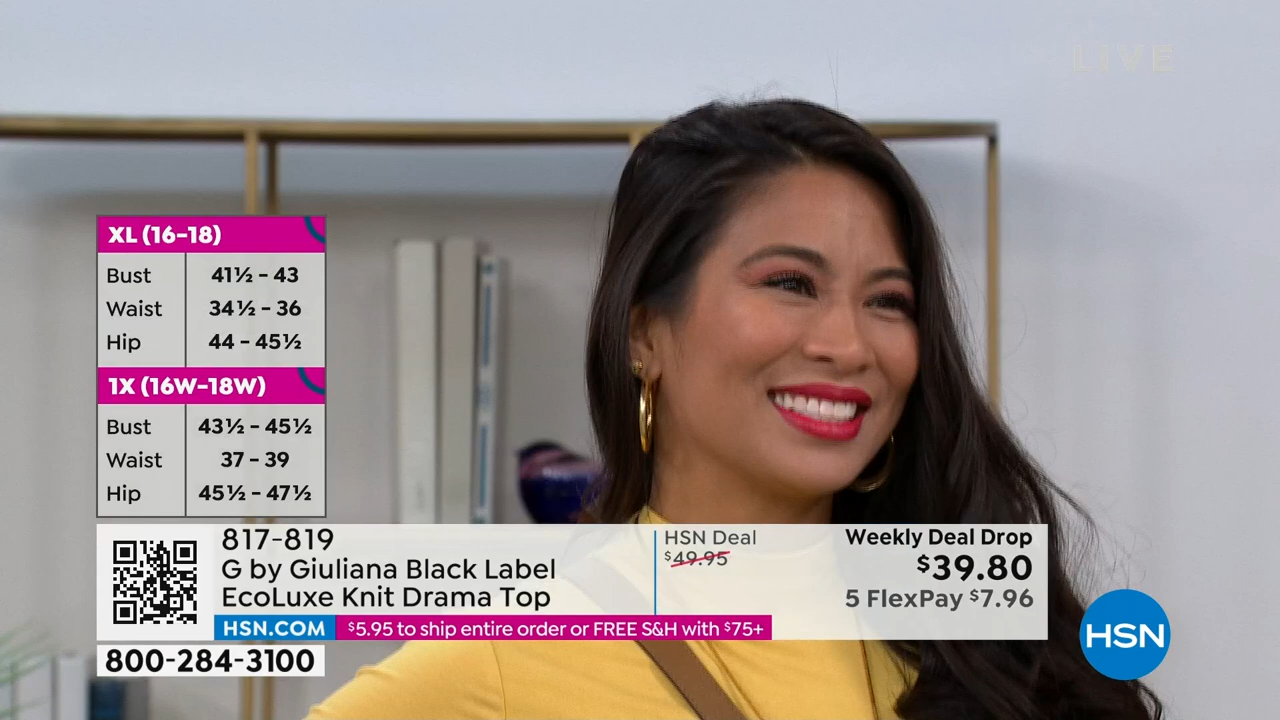 LIVE
XL (16-18)
Bust 41½ - 43
Waist 34½ - 36
Hip 44 - 45½
1X (16W-18W)
Bust 43½ - 45½
Waist 37 - 39
Hip 45½ - 47½
817-819
G by Giuliana Black Label
EcoLuxe Knit Drama Top
HSN.COM $5.95 to ship entire order or FREE S&H with $75+
800-284-3100
HSN Deal
$49.95
Weekly Deal Drop
$39.80
5 FlexPay $7.96
HSN